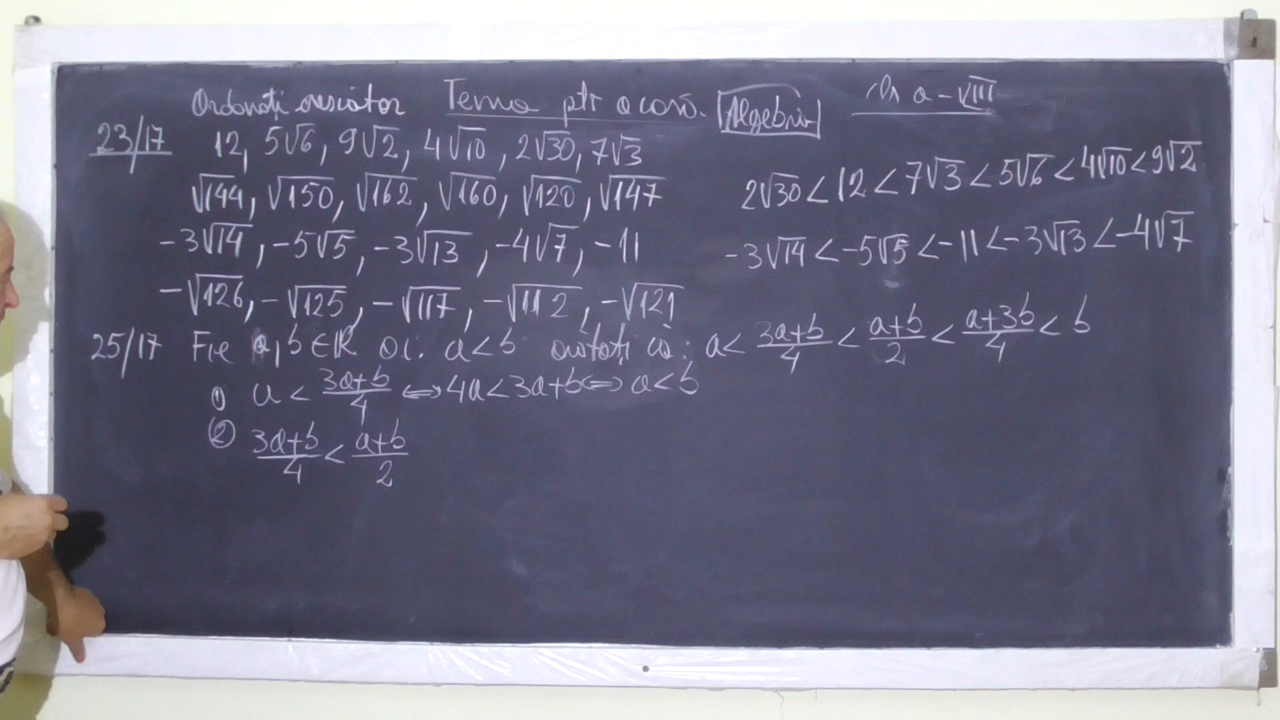 Ordonați crescător Tema ptr acasă. Algebră cls a-VIII
23/17 12, 5√6, 9√2, 4√10, 2√30, 7√3
√144, √150, √162, √160, √120, √147
-3√14, -5√5, -3√13, -4√7, -11
-√126, -√125, -√117, -√112, -√121
2√30 < 12 < 7√3 < 5√6 < 4√10 < 9√2
-3√14 < -5√5 < -11 < -3√13 < -4√7
25/17 Fie a, b ∈ ℝ a.î. a < b arătați că: a < (3a+b)/4 < (a+b)/2 < (a+3b)/4 < b
① a < (3a+b)/4 ⇔ 4a < 3a+b ⇔ a < b
② (3a+b)/4 < (a+b)/2